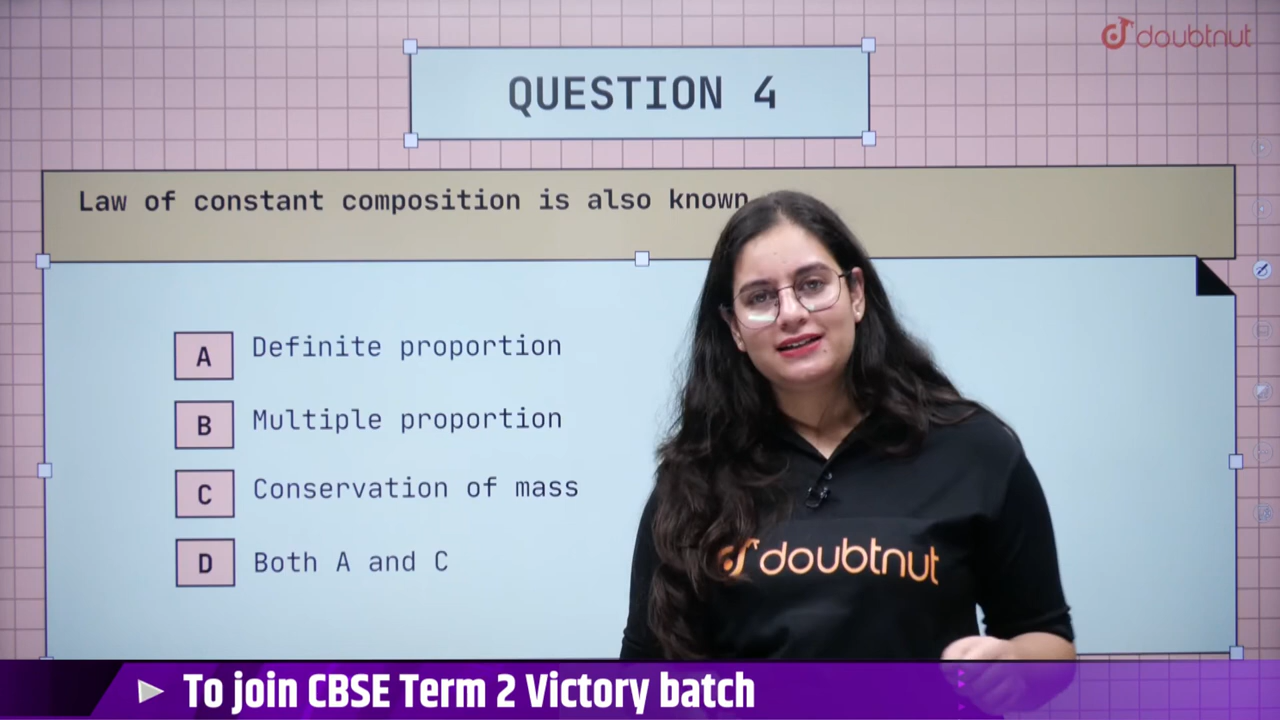 doubtnut
QUESTION 4
Law of constant composition is also known
A Definite proportion
B Multiple proportion
C Conservation of mass
D Both A and C
doubtnut
To join CBSE Term 2 Victory batch